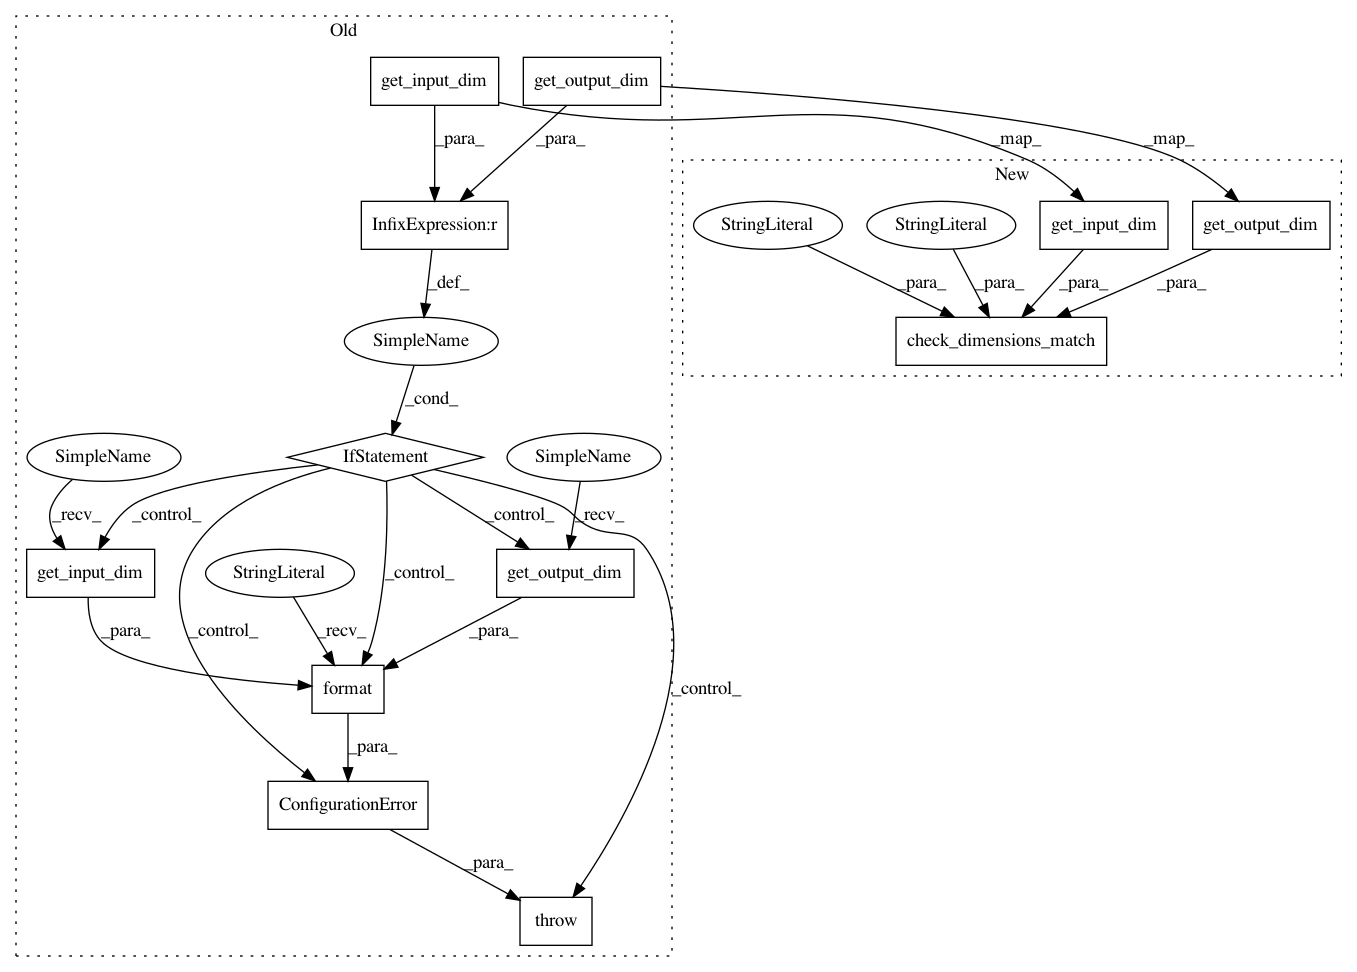 Old
get_input_dim
get_output_dim
_para_
_para_
_map_
_map_
New
InfixExpression:r
StringLiteral
StringLiteral
get_input_dim
get_output_dim
_def_
_para_
_para_
_para_
_para_
SimpleName
check_dimensions_match
_cond_
SimpleName
IfStatement
SimpleName
_recv_
_control_
_control_
_recv_
get_input_dim
StringLiteral
_control_
get_output_dim
_para_
_control_
_recv_
_para_
format
_control_
_para_
ConfigurationError
_para_
throw